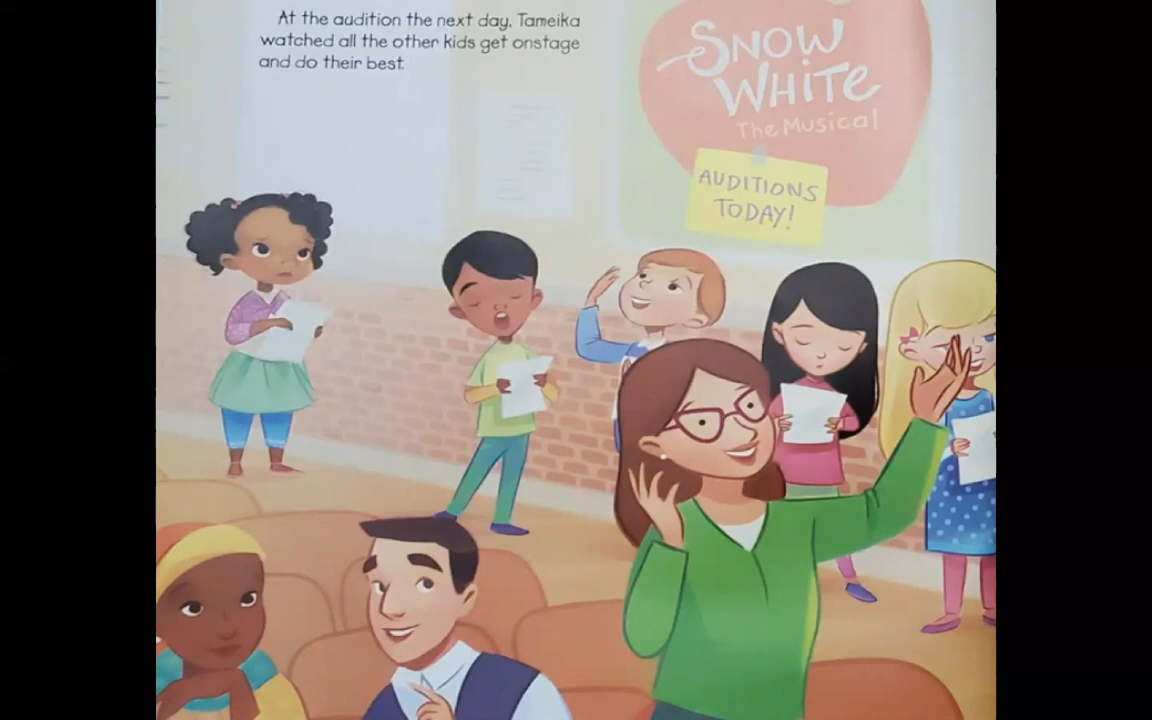 At the audition the next day, Tameika
watched all the other kids get onstage
and do their best.
SNOW
WHITE
The Musical
AUDITIONS
TODAY!